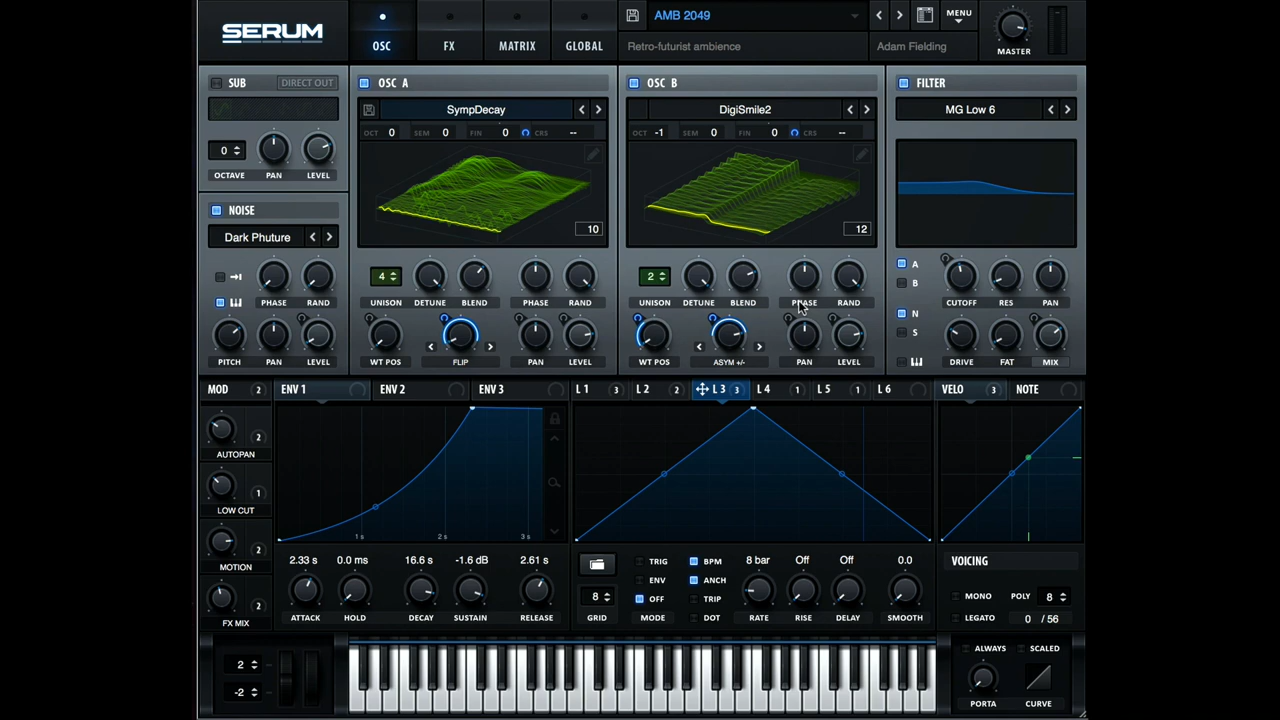 SERUM
OSC
FX
MATRIX
GLOBAL
AMB 2049
Retro-futurist ambience
Adam Fielding
MENU
MASTER
SUB
DIRECT OUT
0
OCTAVE PAN LEVEL
NOISE
Dark Phuture
PHASE RAND
PITCH PAN LEVEL
OSC A
SympDecay
OCT 0 SEM 0 FIN 0 CRS --
10
4
UNISON DETUNE BLEND PHASE RAND
WT POS FLIP PAN LEVEL
OSC B
DigiSmile2
OCT -1 SEM 0 FIN 0 CRS --
12
2
UNISON DETUNE BLEND PHASE RAND
WT POS ASYM +/- PAN LEVEL
FILTER
MG Low 6
A
B
N
S
CUTOFF RES PAN
DRIVE FAT MIX
MOD 2
ENV 1
ENV 2
ENV 3
L 1 3
L 2 2
L 3 3
L 4 1
L 5 1
L 6
VELO 3
NOTE
2
AUTOPAN
1
LOW CUT
2
MOTION
2
FX MIX
1 s 2 s 3 s
2.33 s 0.0 ms 16.6 s -1.6 dB 2.61 s
ATTACK HOLD DECAY SUSTAIN RELEASE
8
GRID
TRIG BPM
ENV ANCH
OFF TRIP
MODE DOT
8 bar Off Off 0.0
RATE RISE DELAY SMOOTH
VOICING
MONO POLY 8
LEGATO 0 / 56
ALWAYS SCALED
PORTA CURVE
2
-2